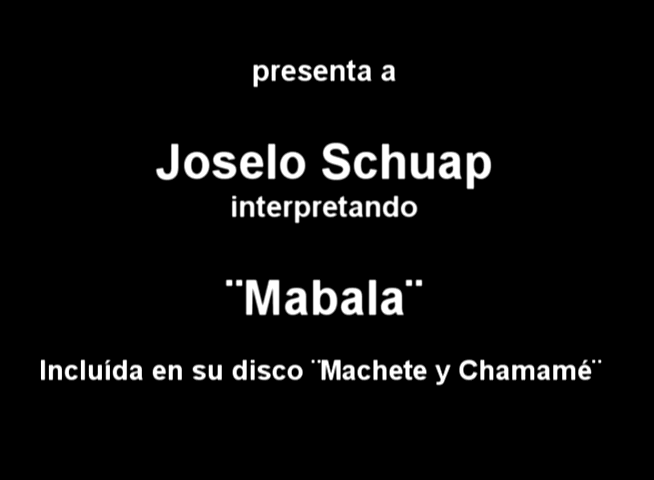 presenta a
Joselo Schuap
interpretando
¨Mabala¨
Incluída en su disco ¨Machete y Chamamé¨